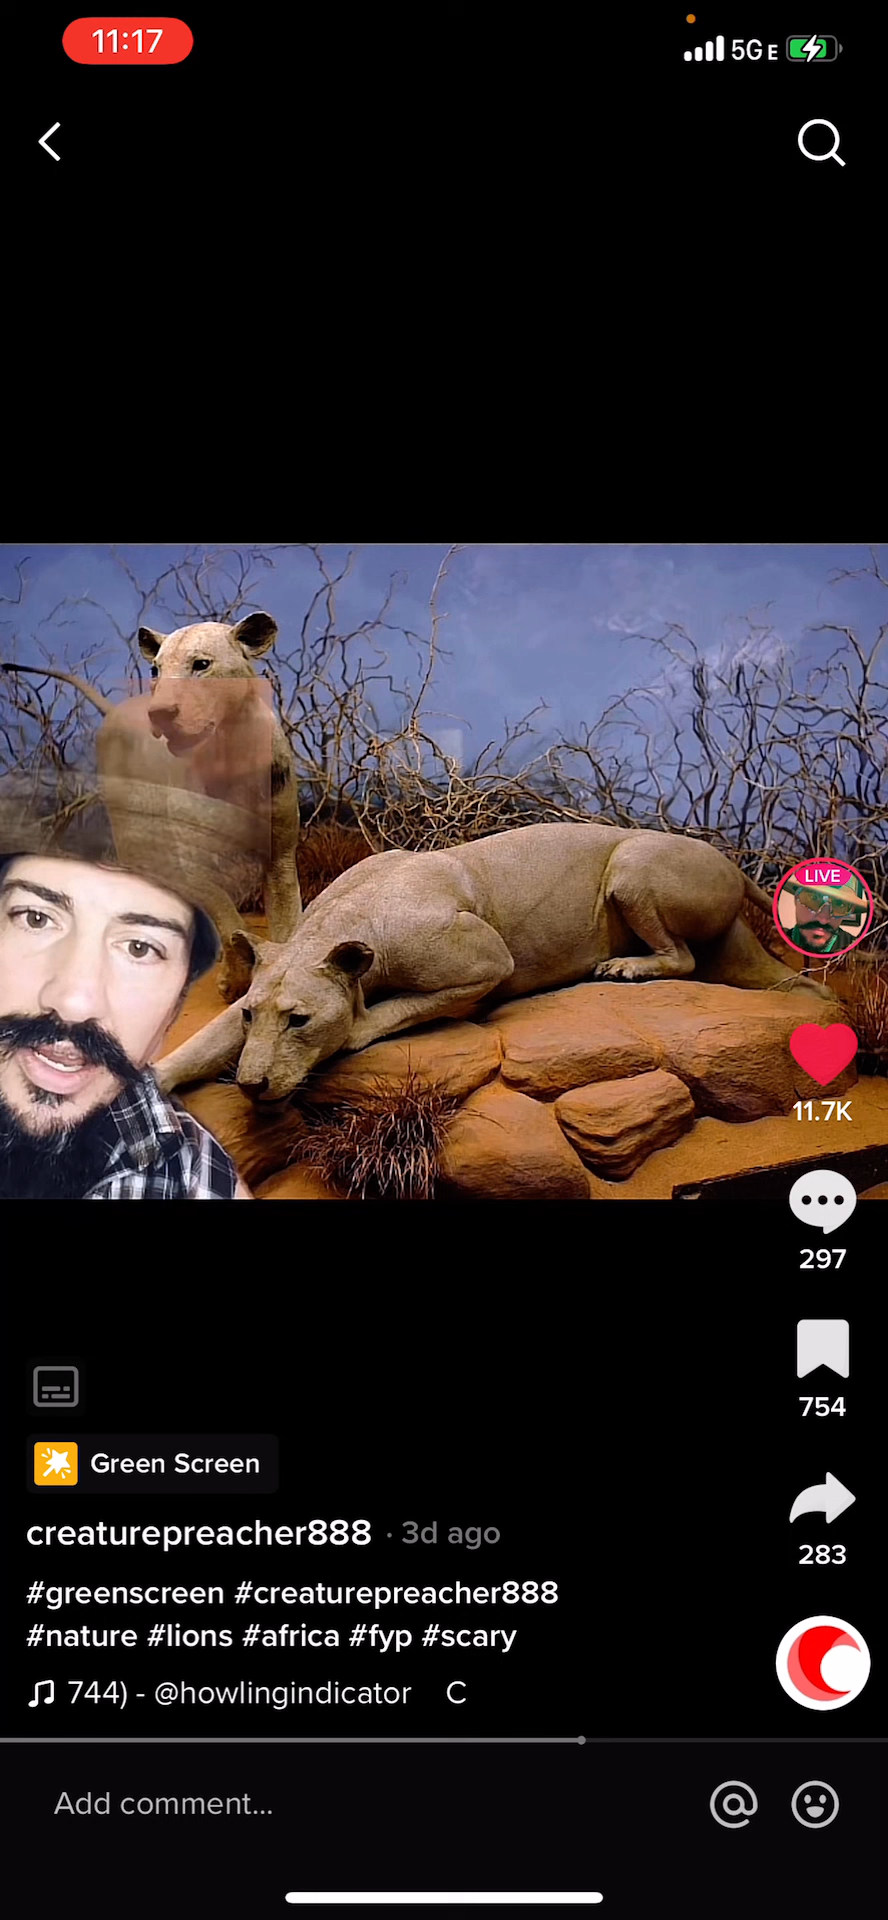 11:17
5G E
LIVE
11.7K
297
754
Green Screen
creaturepreacher888 · 3d ago
283
#greenscreen #creaturepreacher888
#nature #lions #africa #fyp #scary
744) - @howlingindicator C
Add comment...